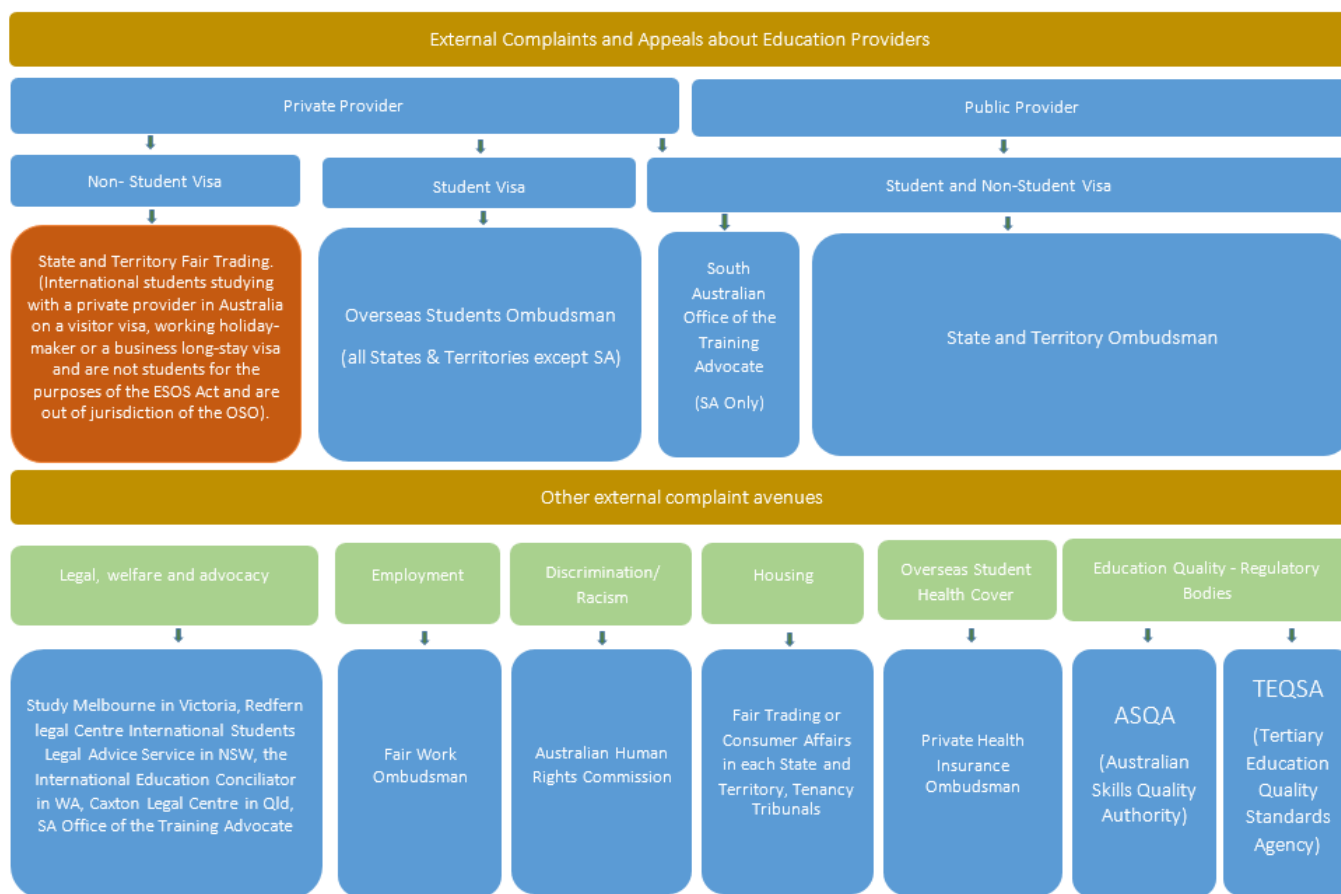 External Complaints and Appeals about Education Providers
Private Provider
Public Provider
Non- Student Visa
Student Visa
Student and Non-Student Visa
State and Territory Fair Trading.
(International students studying
with a private provider in Australia
on a visitor visa, working holiday-
maker or a business long-stay visa
and are not students for the
purposes of the ESOS Act and are
out of jurisdiction of the OSO).
Overseas Students Ombudsman
(all States & Territories except SA)
South
Australian
Office of the
Training
Advocate
(SA Only)
State and Territory Ombudsman
Other external complaint avenues
Legal, welfare and advocacy
Employment
Discrimination/
Racism
Housing
Overseas Student
Health Cover
Education Quality - Regulatory
Bodies
Study Melbourne in Victoria, Redfern
legal Centre International Students
Legal Advice Service in NSW, the
International Education Conciliator
in WA, Caxton Legal Centre in Qld,
SA Office of the Training Advocate
Fair Work
Ombudsman
Australian Human
Rights Commission
Fair Trading or
Consumer Affairs
in each State and
Territory, Tenancy
Tribunals
Private Health
Insurance
Ombudsman
ASQA
(Australian
Skills Quality
Authority)
TEQSA
(Tertiary
Education
Quality
Standards
Agency)